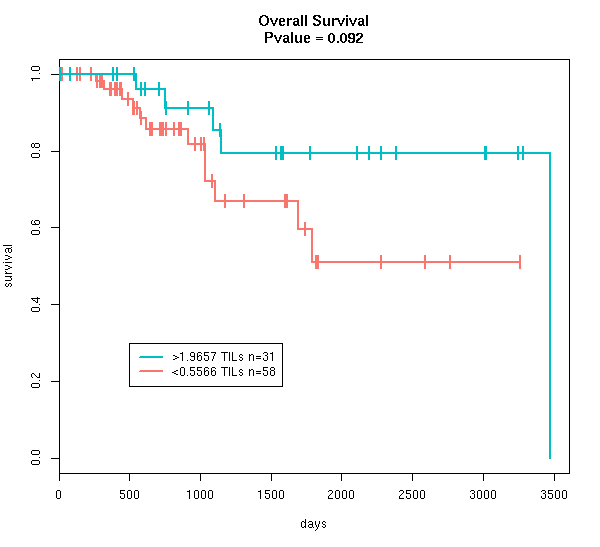 Overall Survival
Pvalue = 0.092
survival
1.0
0.8
0.6
0.4
0.2
0.0
>1.9657 TILs n=31
<0.5566 TILs n=58
0 500 1000 1500 2000 2500 3000 3500
days